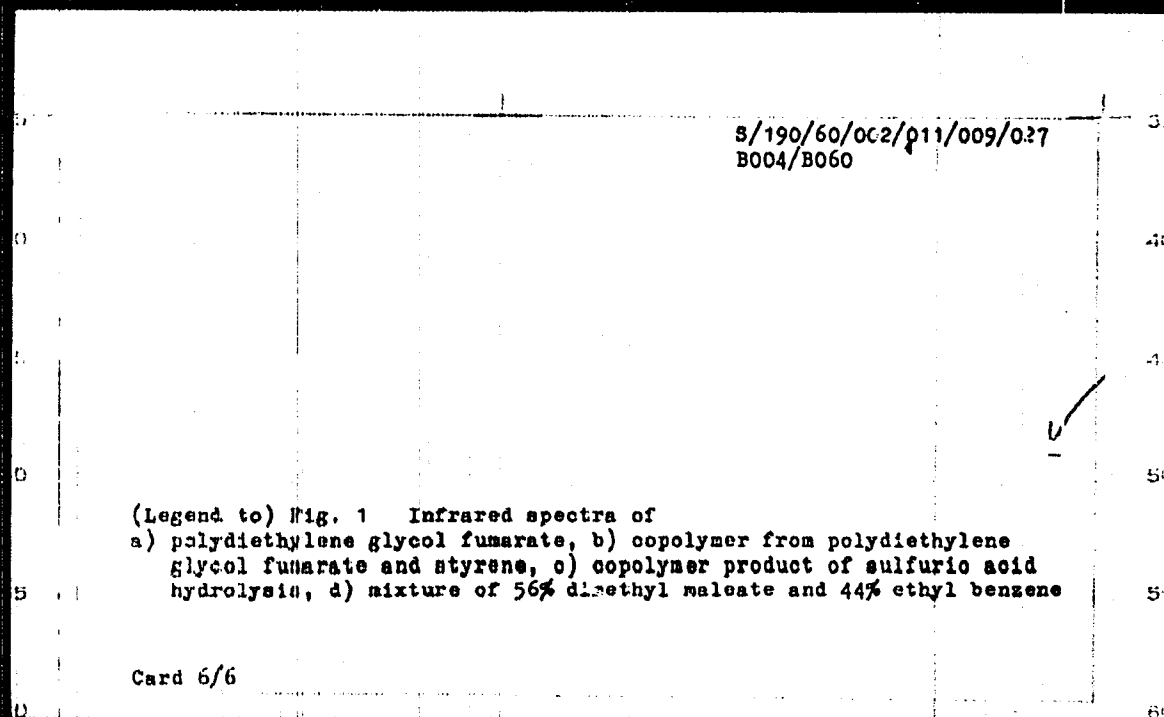 S/190/60/002/011/009/027
B004/B060
(Legend to) Fig. 1 Infrared spectra of
a) polydiethylene glycol fumarate, b) copolymer from polydiethylene
glycol fumarate and styrene, c) copolymer product of sulfuric acid
hydrolysis, d) mixture of 56% dimethyl maleate and 44% ethyl benzene
Card 6/6